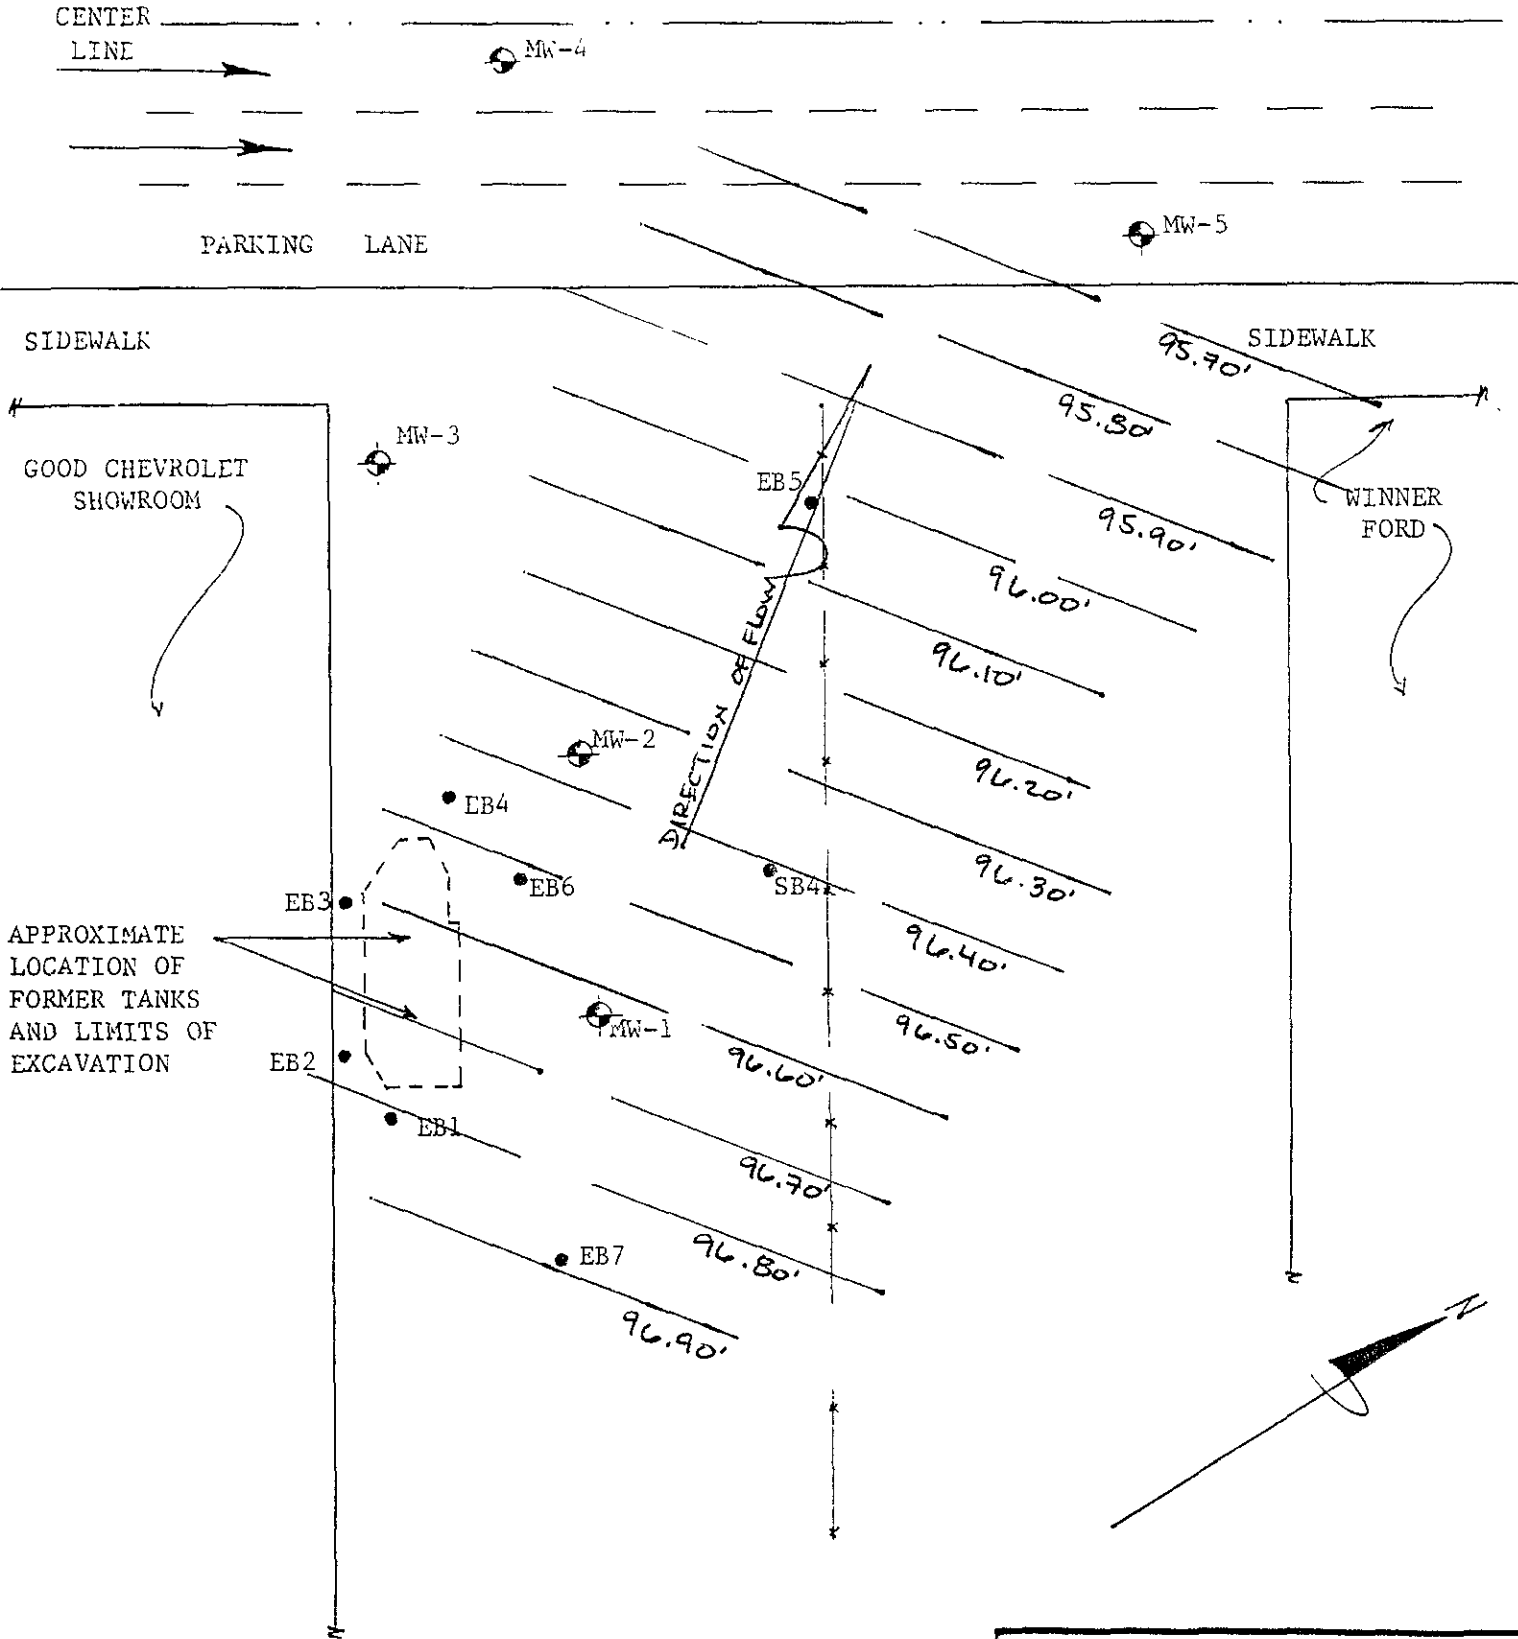 CENTER
LINE
MW-4
MW-5
PARKING LANE
SIDEWALK
SIDEWALK
95.70'
95.80'
MW-3
GOOD CHEVROLET
SHOWROOM
EB5
WINNER
FORD
95.90'
96.00'
96.10'
DIRECTION OF FLOW
MW-2
96.20'
EB4
EB6
SB4
96.30'
EB3
APPROXIMATE
LOCATION OF
FORMER TANKS
AND LIMITS OF
EXCAVATION
96.40'
96.50'
MW-1
EB2
96.60'
EB1
96.70'
EB7
96.80'
96.90'
N